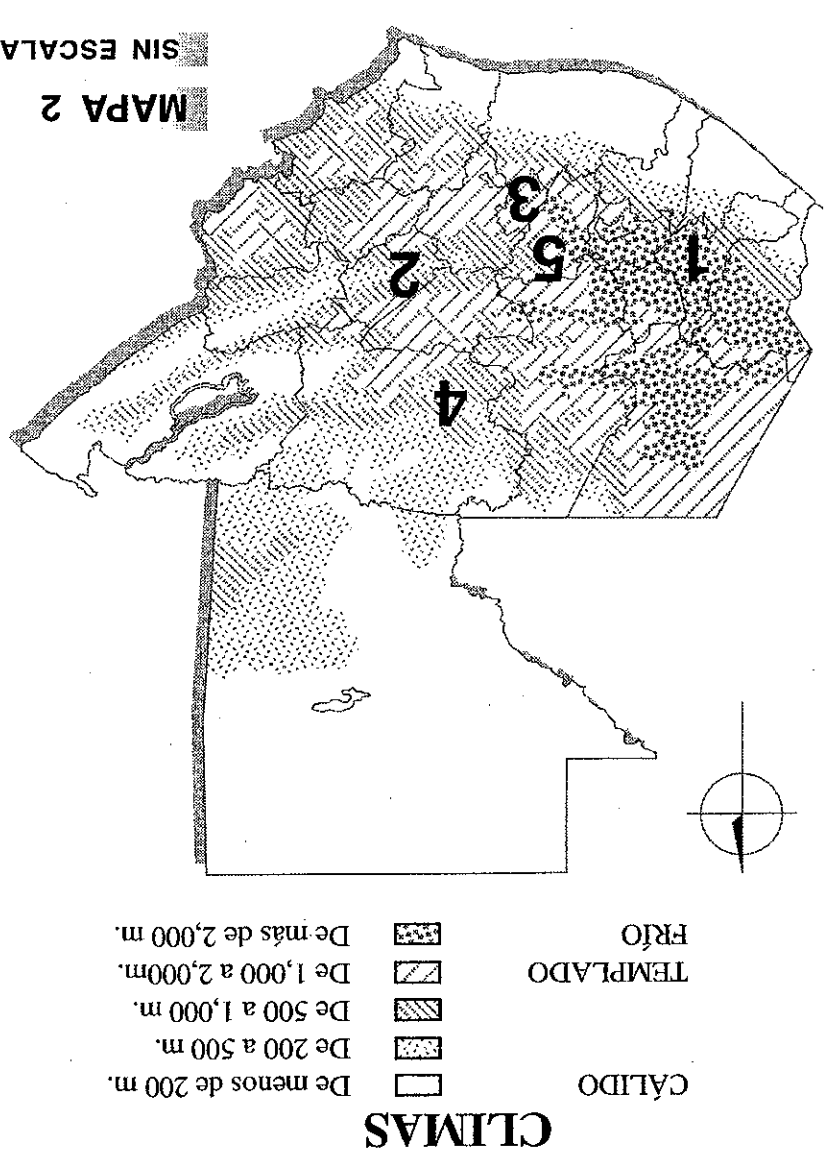 CLIMAS
CÁLIDO De menos de 200 m.
De 200 a 500 m.
De 500 a 1,000 m.
TEMPLADO De 1,000 a 2,000m.
FRÍO De más de 2,000 m.
4
1 5 2
3
MAPA 2
SIN ESCALA